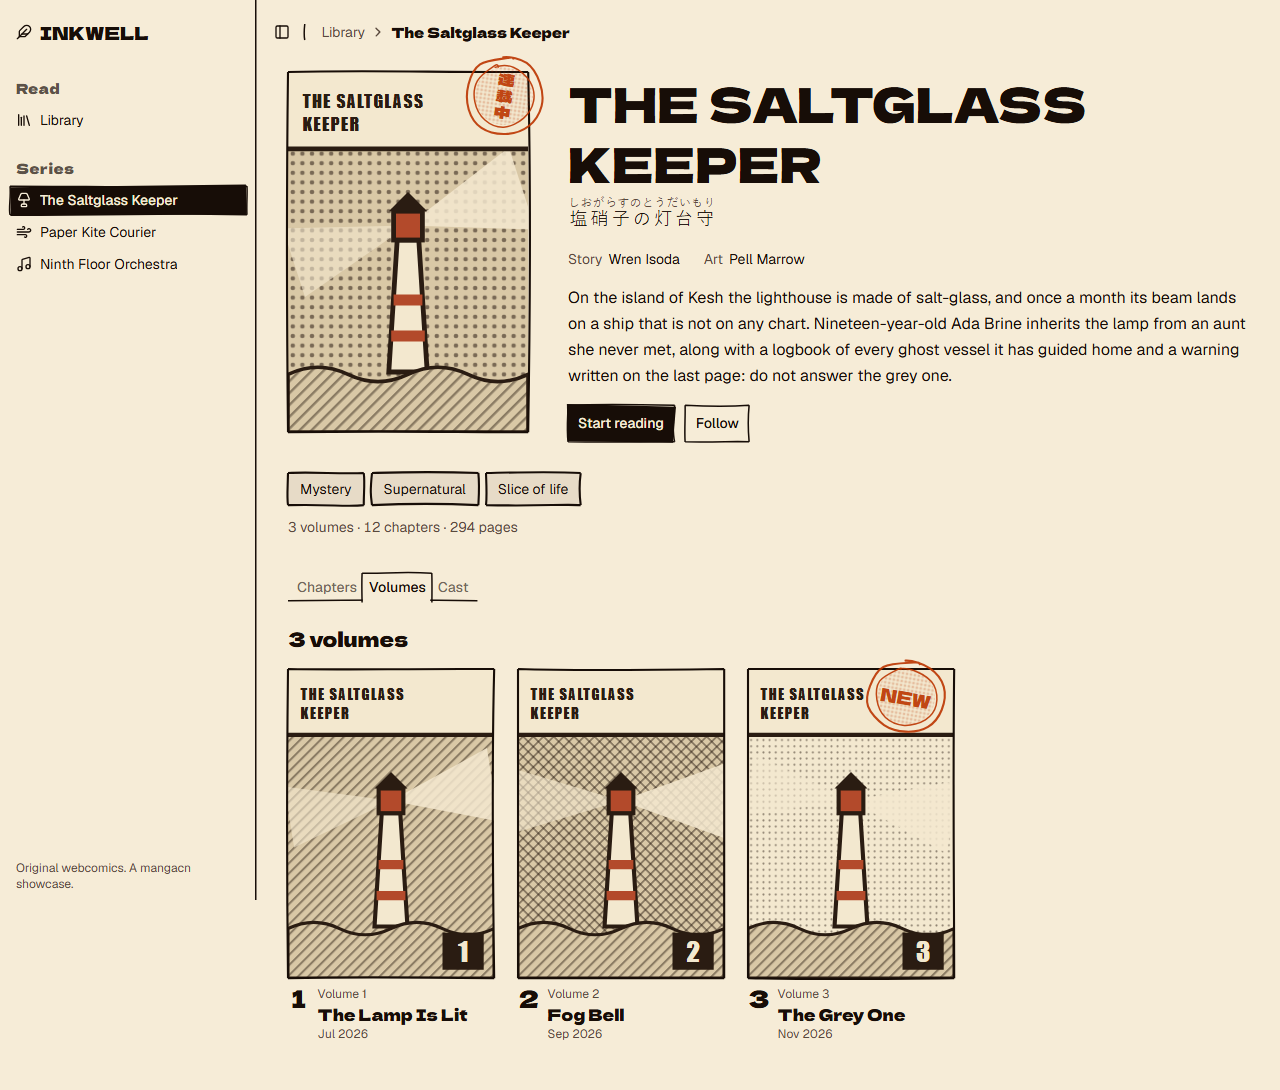 INKWELL
Read
Library
Series
The Saltglass Keeper
Paper Kite Courier
Ninth Floor Orchestra
Original webcomics. A mangacn
showcase.
Library > The Saltglass Keeper
THE SALTGLASS
KEEPER
連載中
THE SALTGLASS
KEEPER
しおがらすのとうだいもり
塩硝子の灯台守
Story Wren Isoda Art Pell Marrow
On the island of Kesh the lighthouse is made of salt-glass, and once a month its beam lands
on a ship that is not on any chart. Nineteen-year-old Ada Brine inherits the lamp from an aunt
she never met, along with a logbook of every ghost vessel it has guided home and a warning
written on the last page: do not answer the grey one.
Start reading Follow
Mystery Supernatural Slice of life
3 volumes · 12 chapters · 294 pages
Chapters Volumes Cast
3 volumes
THE SALTGLASS
KEEPER
1
1 Volume 1
The Lamp Is Lit
Jul 2026
THE SALTGLASS
KEEPER
2
2 Volume 2
Fog Bell
Sep 2026
THE SALTGLASS
KEEPER
NEW
3
3 Volume 3
The Grey One
Nov 2026